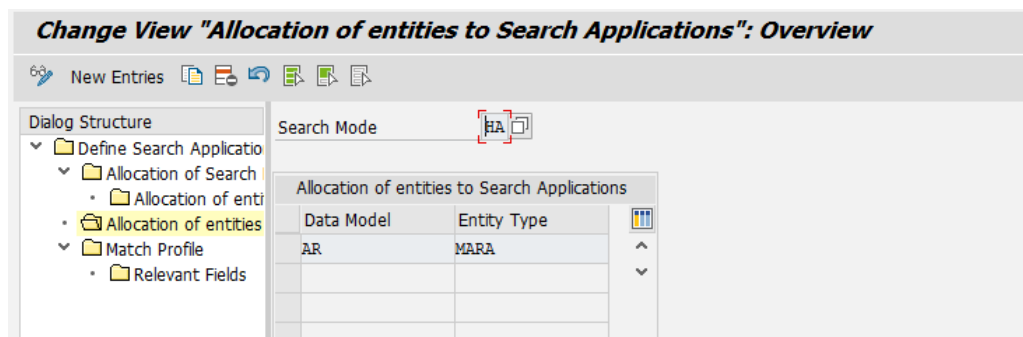 Change View "Allocation of entities to Search Applications": Overview
New Entries
Dialog Structure
Define Search Applicatio
Allocation of Search
Allocation of enti
Allocation of entities
Match Profile
Relevant Fields
Search Mode HA
Allocation of entities to Search Applications
Data Model Entity Type
AR MARA